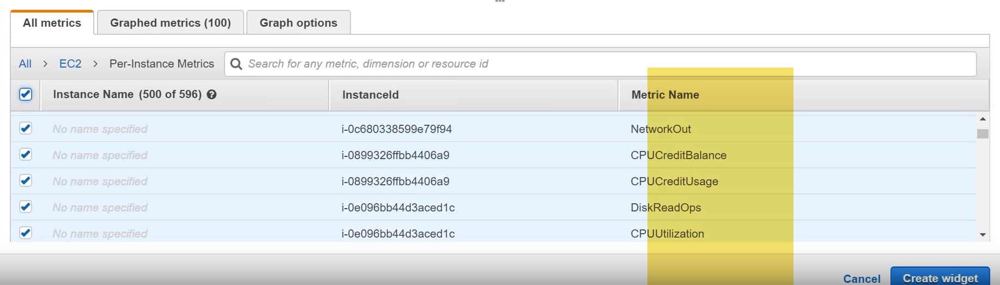 All metrics Graphed metrics (100) Graph options
All > EC2 > Per-Instance Metrics Search for any metric, dimension or resource id
Instance Name (500 of 596) ? InstanceId Metric Name
No name specified i-0c680338599e79f94 NetworkOut
No name specified i-0899326ffbb4406a9 CPUCreditBalance
No name specified i-0899326ffbb4406a9 CPUCreditUsage
No name specified i-0e096bb44d3aced1c DiskReadOps
No name specified i-0e096bb44d3aced1c CPUUtilization
Cancel Create widget